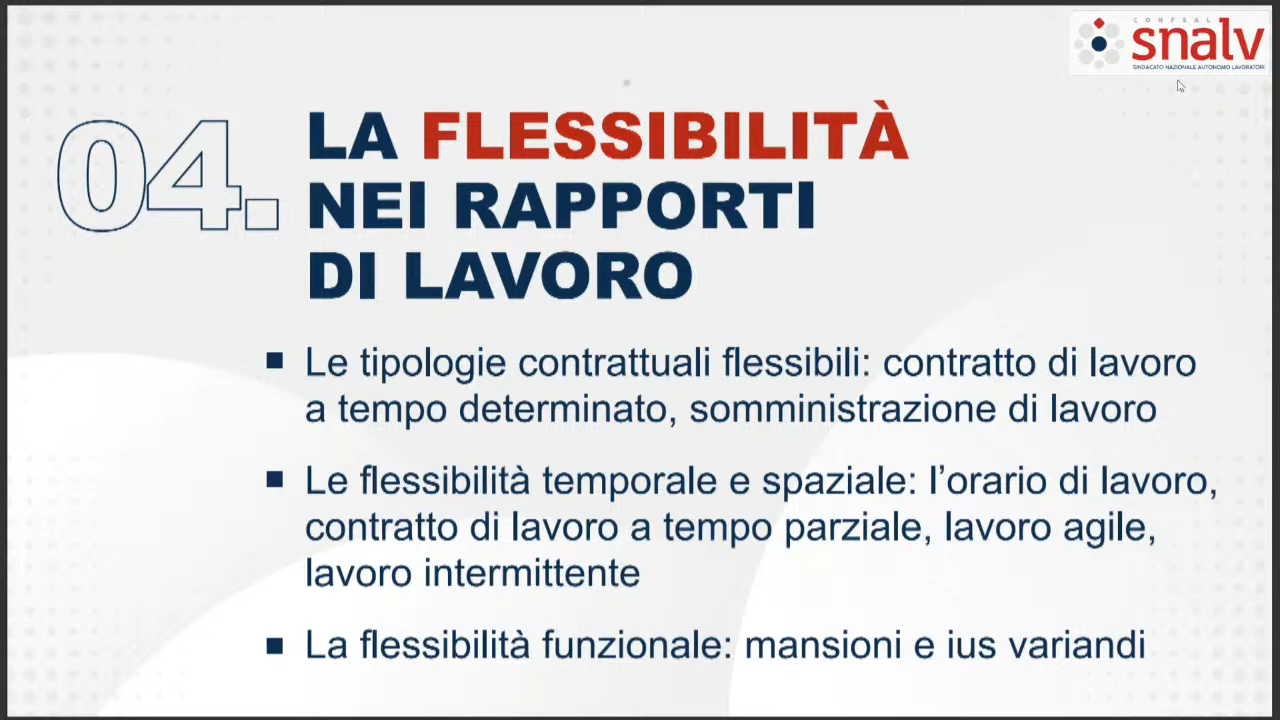 CONFSAL
snalv
SINDACATO NAZIONALE AUTONOMO LAVORATORI
04.
LA FLESSIBILITÀ
NEI RAPPORTI
DI LAVORO
▪ Le tipologie contrattuali flessibili: contratto di lavoro
a tempo determinato, somministrazione di lavoro
▪ Le flessibilità temporale e spaziale: l’orario di lavoro,
contratto di lavoro a tempo parziale, lavoro agile,
lavoro intermittente
▪ La flessibilità funzionale: mansioni e ius variandi